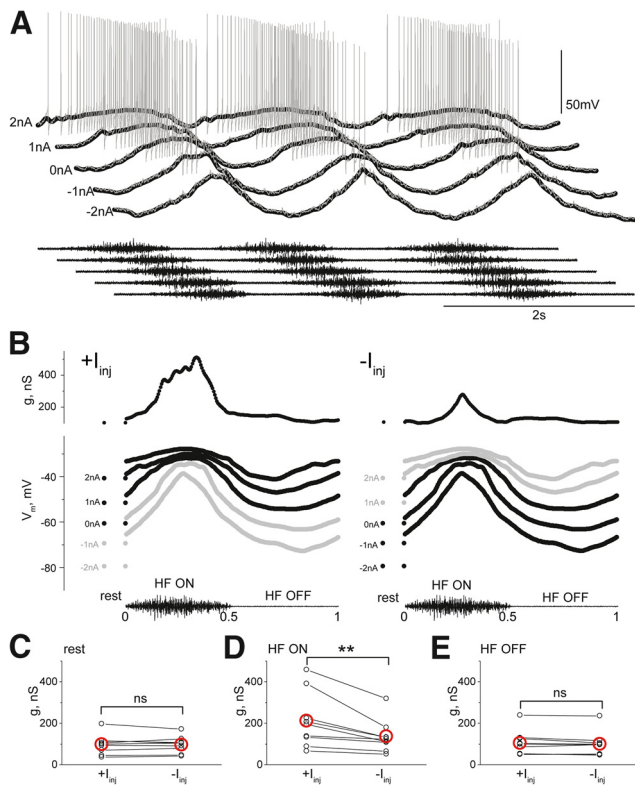 A
50mV
2nA
1nA
0nA
-1nA
-2nA
2s
B
+Iinj
-Iinj
g, nS
400
200
Vm, mV
-40
-60
-80
2nA
1nA
0nA
-1nA
-2nA
2nA
1nA
0nA
-1nA
-2nA
HF ON
HF ON
rest
HF OFF
rest
HF OFF
0
0.5
1
0
0.5
1
C rest
D HF ON
E HF OFF
g, nS
400
200
0
ns
+Iinj
-Iinj
g, nS
400
200
0
**
+Iinj
-Iinj
g, nS
400
200
0
ns
+Iinj
-Iinj